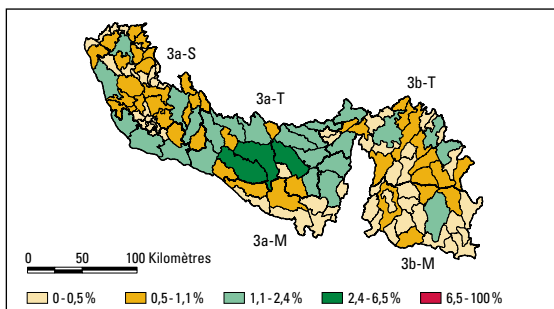 3a-S
3a-T
3b-T
3a-M
3b-M
0 50 100 Kilomètres
0-0,5 % 0,5-1,1 % 1,1-2,4 % 2,4-6,5 % 6,5-100 %